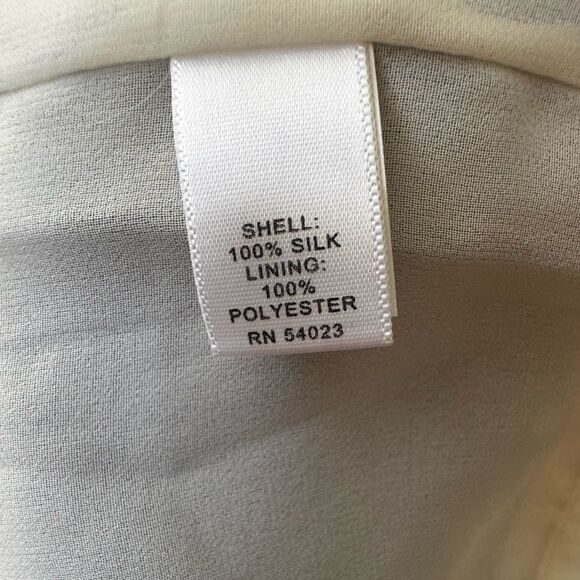 SHELL:
100% SILK
LINING:
100%
POLYESTER
RN 54023